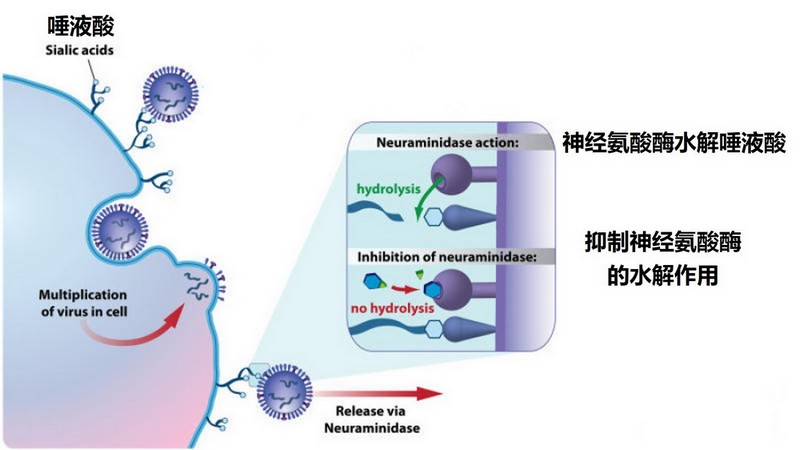 唾液酸
Sialic acids
Neuraminidase action:
神经氨酸酶水解唾液酸
hydrolysis
抑制神经氨酸酶
的水解作用
Inhibition of neuraminidase:
no hydrolysis
Multiplication
of virus in cell
Release via
Neuraminidase